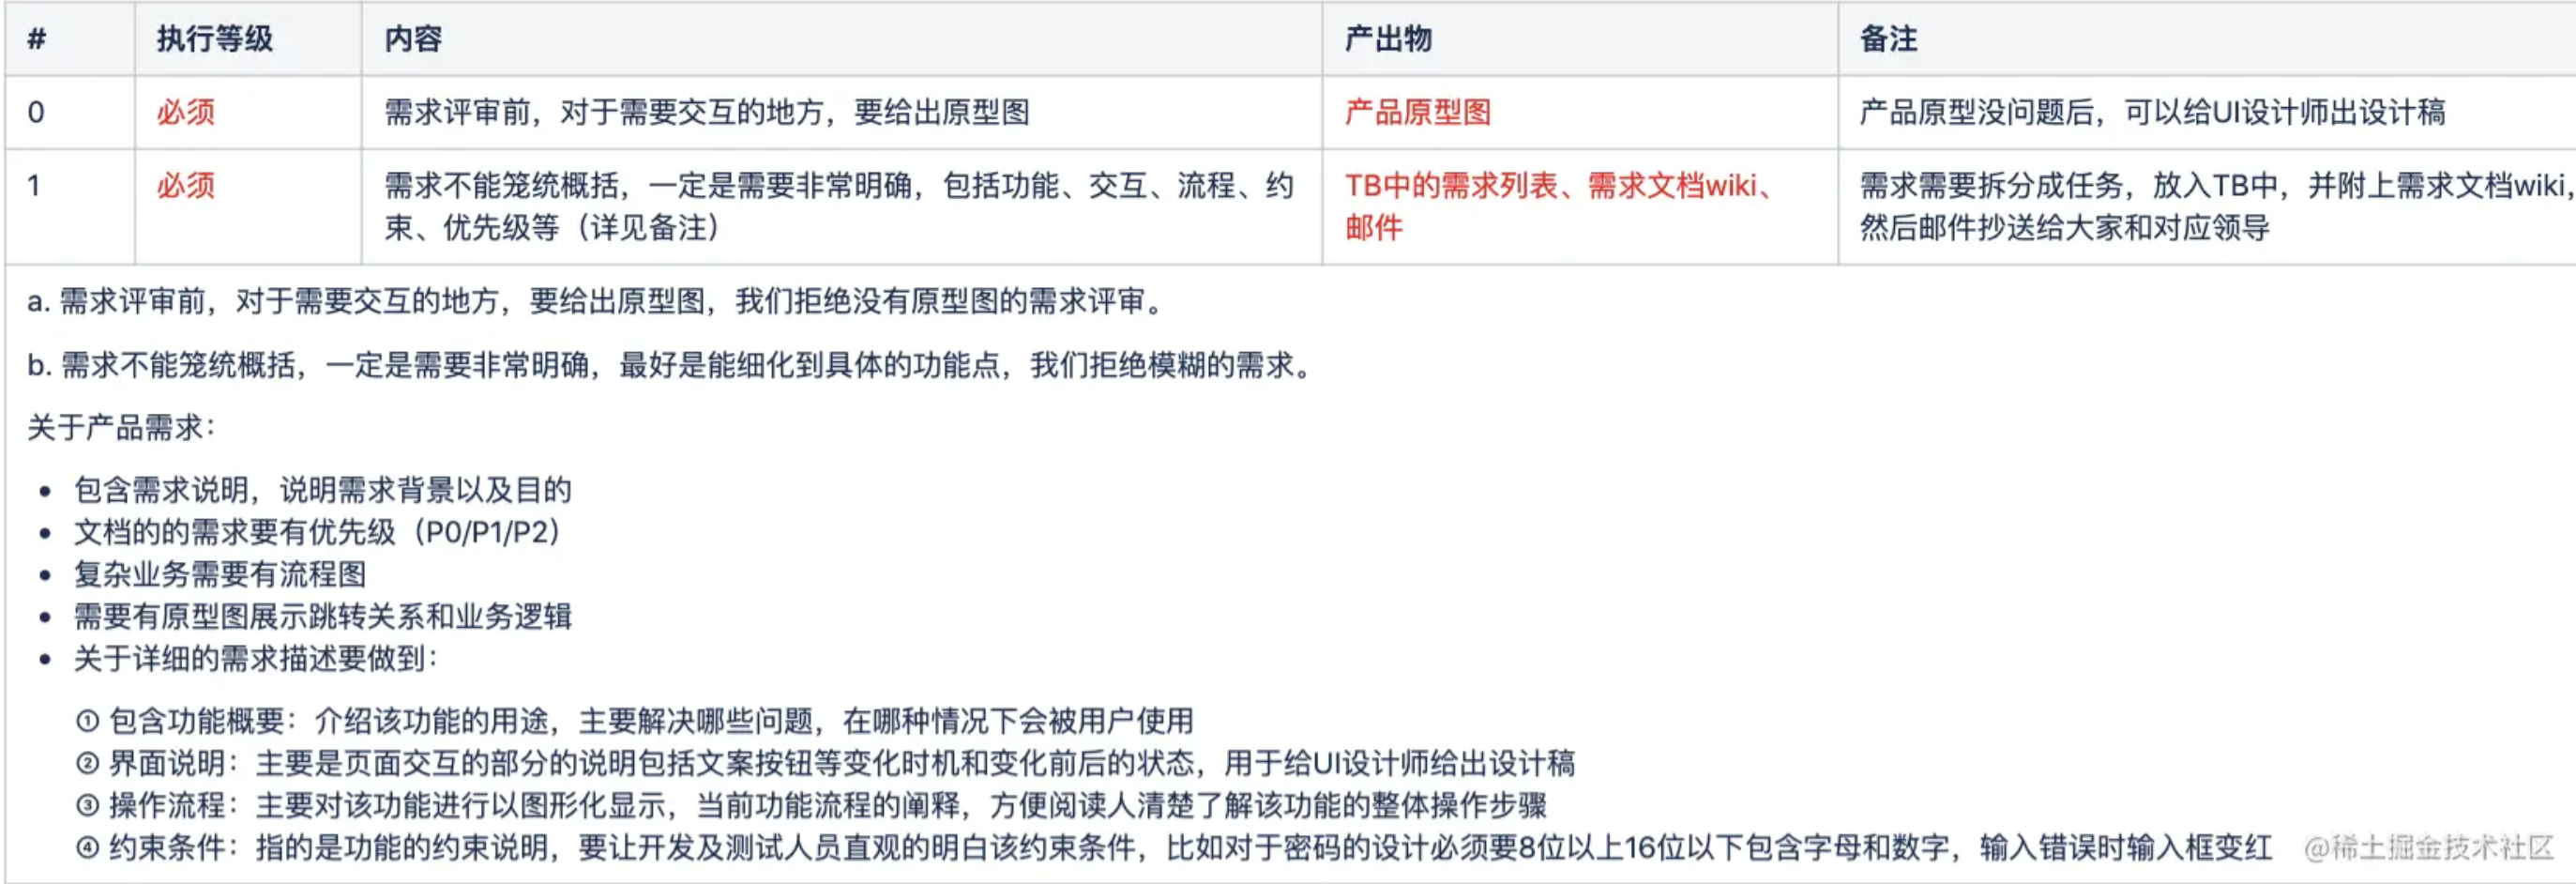 # 执行等级 内容 产出物 备注
0 必须 需求评审前，对于需要交互的地方，要给出原型图 产品原型图 产品原型没问题后，可以给UI设计师出设计稿
1 必须 需求不能笼统概括，一定是需要非常明确，包括功能、交互、流程、约 TB中的需求列表、需求文档wiki、 需求需要拆分成任务，放入TB中，并附上需求文档wiki，
束、优先级等（详见备注） 邮件 然后邮件抄送给大家和对应领导
a. 需求评审前，对于需要交互的地方，要给出原型图，我们拒绝没有原型图的需求评审。
b. 需求不能笼统概括，一定是需要非常明确，最好是能细化到具体的功能点，我们拒绝模糊的需求。
关于产品需求：
• 包含需求说明，说明需求背景以及目的
• 文档的的需求要有优先级（P0/P1/P2）
• 复杂业务需要有流程图
• 需要有原型图展示跳转关系和业务逻辑
• 关于详细的需求描述要做到：
① 包含功能概要：介绍该功能的用途，主要解决哪些问题，在哪种情况下会被用户使用
② 界面说明：主要是页面交互的部分的说明包括文案按钮等变化时机和变化前后的状态，用于给UI设计师给出设计稿
③ 操作流程：主要对该功能进行以图形化显示，当前功能流程的阐释，方便阅读人清楚了解该功能的整体操作步骤
④ 约束条件：指的是功能的约束说明，要让开发及测试人员直观的明白该约束条件，比如对于密码的设计必须要8位以上16位以下包含字母和数字，输入错误时输入框变红
@稀土掘金技术社区